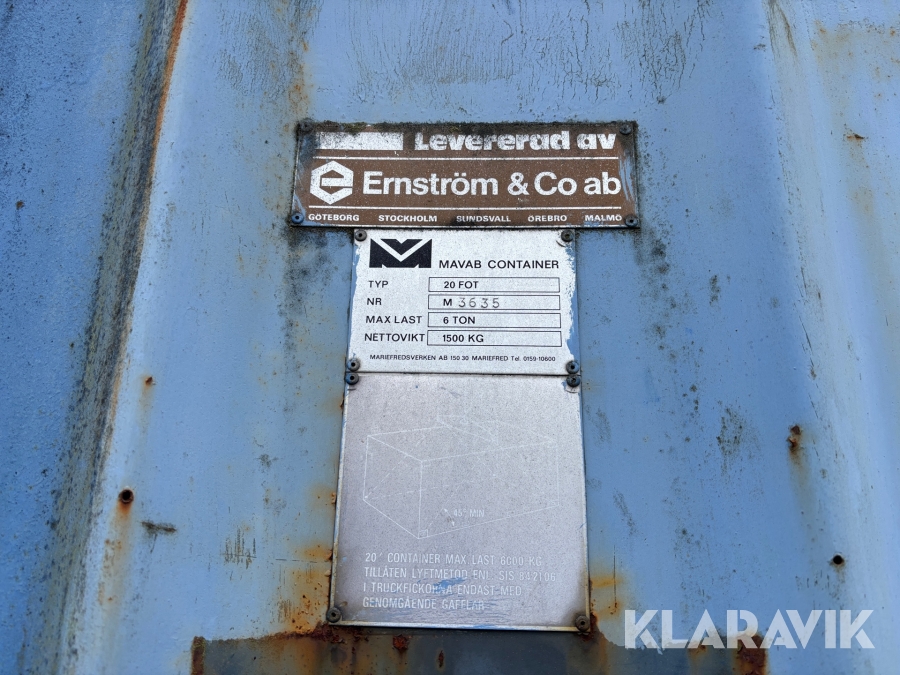 Levererad av
Ernström & Co ab
GÖTEBORG STOCKHOLM SUNDSVALL ÖREBRO MALMÖ
MAVAB CONTAINER
TYP 20 FOT
NR M 3635
MAX LAST 6 TON
NETTOVIKT 1500 KG
MARIEFREDSVERKEN AB 150 30 MARIEFRED Tel. 0159-10600
45° MIN
20' CONTAINER MAX LAST 6000 KG
TILLÅTEN LYFTMETOD ENL. SIS 842106
I TRUCKFICKORNA ENDAST MED
GENOMGÅENDE GAFFLAR
KLARAVIK